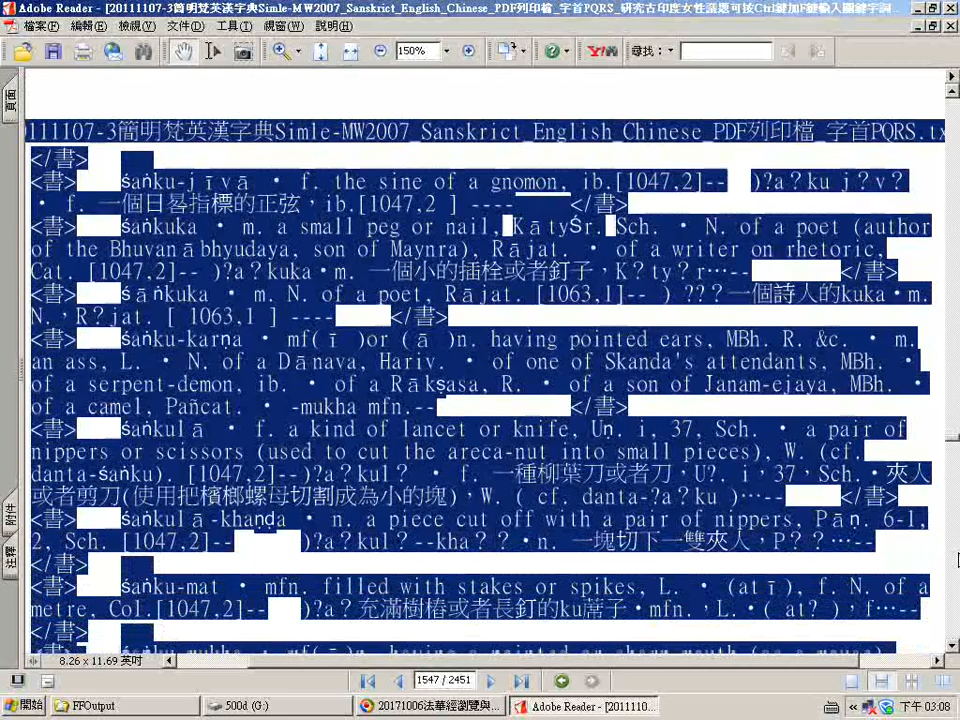 Adobe Reader - [20111107-3簡明梵英漢字典Simle-MW2007_Sanskrict_English_Chinese_PDF列印檔_字首PQRS_研究古印度女性議題可按Ctrl鍵加F鍵輸入關鍵字詞
檔案(F) 編輯(E) 檢視(V) 文件(D) 工具(T) 視窗(W) 說明(H)
150% 尋找:
頁面
111107-3簡明梵英漢字典Simle-MW2007_Sanskrict_English_Chinese_PDF列印檔_字首PQRS.tx
</書>
<書> śaṅku-jīvā • f. the sine of a gnomon, ib.[1047,2]-- )?a?ku j?v?
• f. 一個日晷指標的正弦，ib.[1047,2 ] ---- </書>
<書> śaṅkuka • m. a small peg or nail, KātyŚr. Sch. • N. of a poet (author
of the Bhuvanābhyudaya, son of Maynra), Rājat. • of a writer on rhetoric,
Cat. [1047,2]-- )?a?kuka•m. 一個小的插栓或者釘子，K?ty?r…-- </書>
<書> śāṅkuka • m. N. of a poet, Rājat. [1063,1]-- ) ???一個詩人的kuka•m.
N.，R?jat. [ 1063,1 ] ---- </書>
<書> śaṅku-karṇa • mf(ī )or (ā )n. having pointed ears, MBh. R. &c. • m.
an ass, L. • N. of a Dānava, Hariv. • of one of Skanda's attendants, MBh. •
of a serpent-demon, ib. • of a Rākṣasa, R. • of a son of Janam-ejaya, MBh. •
of a camel, Pañcat. • -mukha mfn.-- </書>
<書> śaṅkulā • f. a kind of lancet or knife, Uṇ. i, 37, Sch. • a pair of
nippers or scissors (used to cut the areca-nut into small pieces), W. (cf.
danta-śaṅku). [1047,2]--)?a?kul? • f. 一種柳葉刀或者刀，U?. i，37，Sch.•夾人
或者剪刀(使用把檳榔螺母切割成為小的塊)，W. ( cf. danta-?a?ku )…-- </書>
<書> śaṅkulā-khaṇḍa • n. a piece cut off with a pair of nippers, Pāṇ. 6-1,
2, Sch. [1047,2]-- )?a?kul?--kha??•n. 一塊切下一雙夾人，P??…--
</書>
<書> śaṅku-mat • mfn. filled with stakes or spikes, L. • (atī), f. N. of a
metre, Col.[1047,2]-- )?a?充滿樹樁或者長釘的ku蓆子•mfn.，L.•( at? )，f…--
</書>
附件
注釋
8.26 x 11.69 英吋
1547 / 2451
開始 FFOutput 500d (G:) 20171006法華經瀏覽與... Adobe Reader - [2011110... 下午 03:08